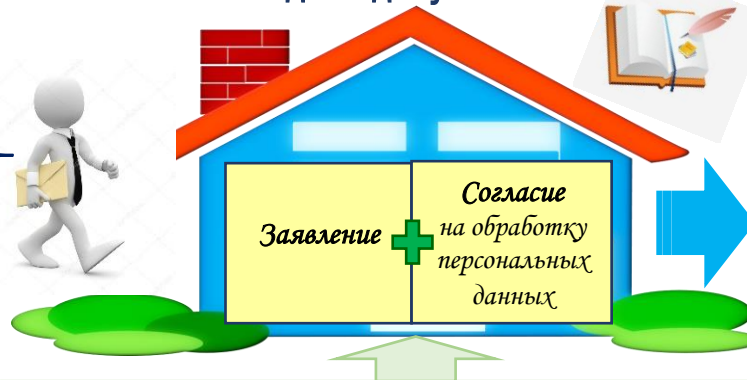 Заявление
Согласие
на обработку
персональных
данных